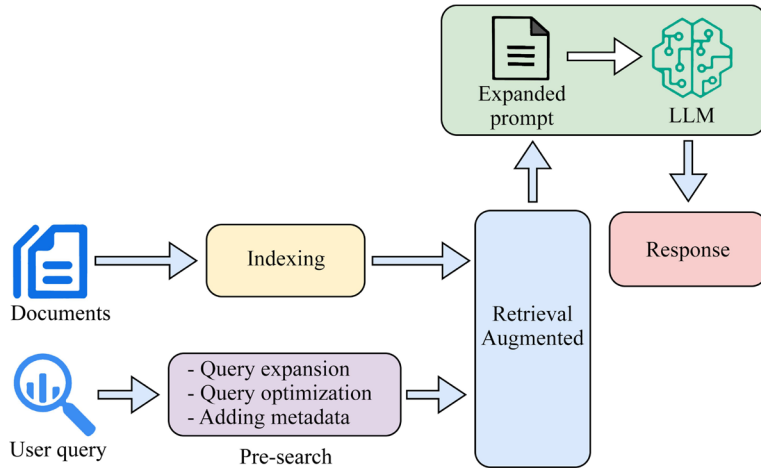 Expanded
prompt
LLM
Documents
Indexing
Retrieval
Augmented
Response
User query
- Query expansion
- Query optimization
- Adding metadata
Pre-search